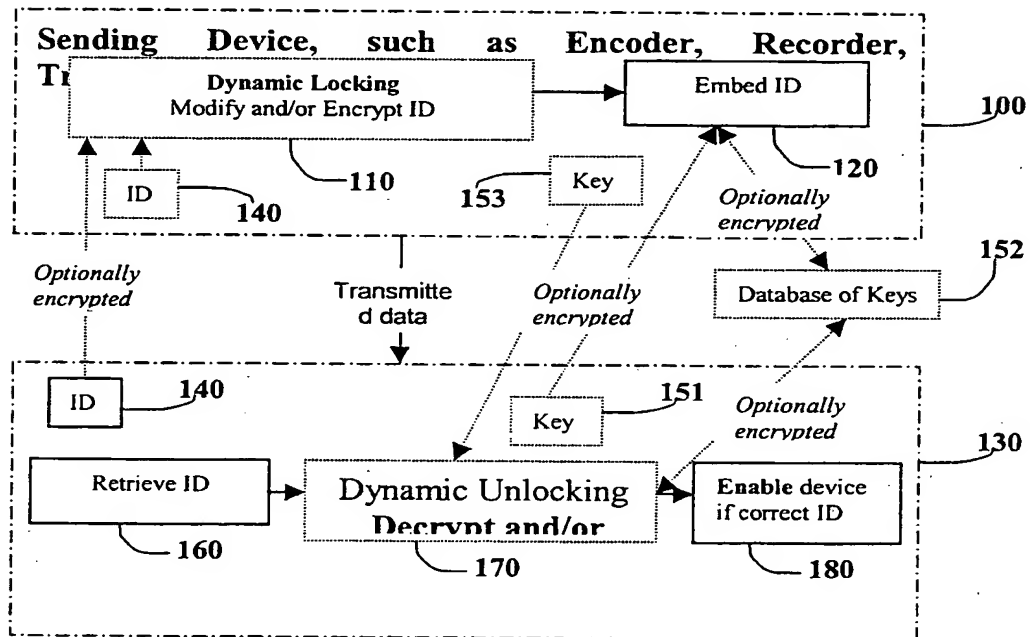 Sending Device, such as Encoder, Recorder,
Dynamic Locking
Modify and/or Encrypt ID
Embed ID
100
110
120
ID
140
153
Key
Optionally
encrypted
152
Optionally
encrypted
Transmitte
d data
Optionally
encrypted
Database of Keys
ID
140
Key
151
Optionally
encrypted
130
Retrieve ID
Dynamic Unlocking
Decrypt and/or
Enable device
if correct ID
160
170
180